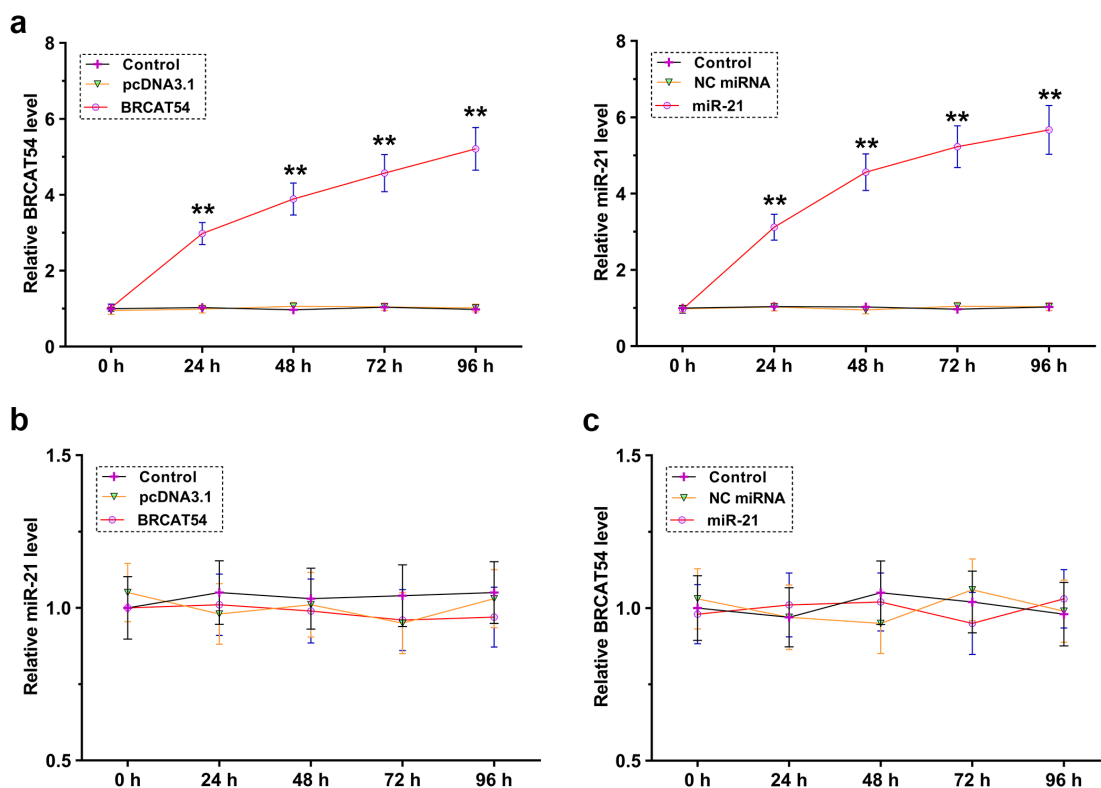 a
8
6
4
2
0
Relative BRCAT54 level
Control
pcDNA3.1
BRCAT54
**
**
**
**
0 h
24 h
48 h
72 h
96 h
8
6
4
2
0
Relative miR-21 level
Control
NC miRNA
miR-21
**
**
**
**
0 h
24 h
48 h
72 h
96 h
b
1.5
1.0
0.5
Relative miR-21 level
Control
pcDNA3.1
BRCAT54
0 h
24 h
48 h
72 h
96 h
c
1.5
1.0
0.5
Relative BRCAT54 level
Control
NC miRNA
miR-21
0 h
24 h
48 h
72 h
96 h